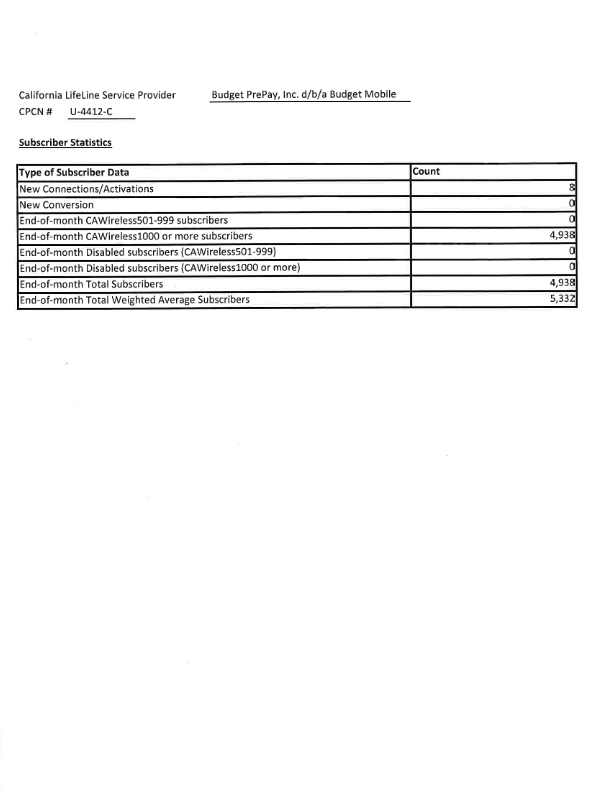 California LifeLine Service Provider Budget PrePay, Inc. d/b/a Budget Mobile
CPCN # U-4412-C
Subscriber Statistics
Type of Subscriber Data Count
New Connections/Activations 8
New Conversion 0
End-of-month CAWireless501-999 subscribers 0
End-of-month CAWireless1000 or more subscribers 4,938
End-of-month Disabled subscribers (CAWireless501-999) 0
End-of-month Disabled subscribers (CAWireless1000 or more) 0
End-of-month Total Subscribers 4,938
End-of-month Total Weighted Average Subscribers 5,332